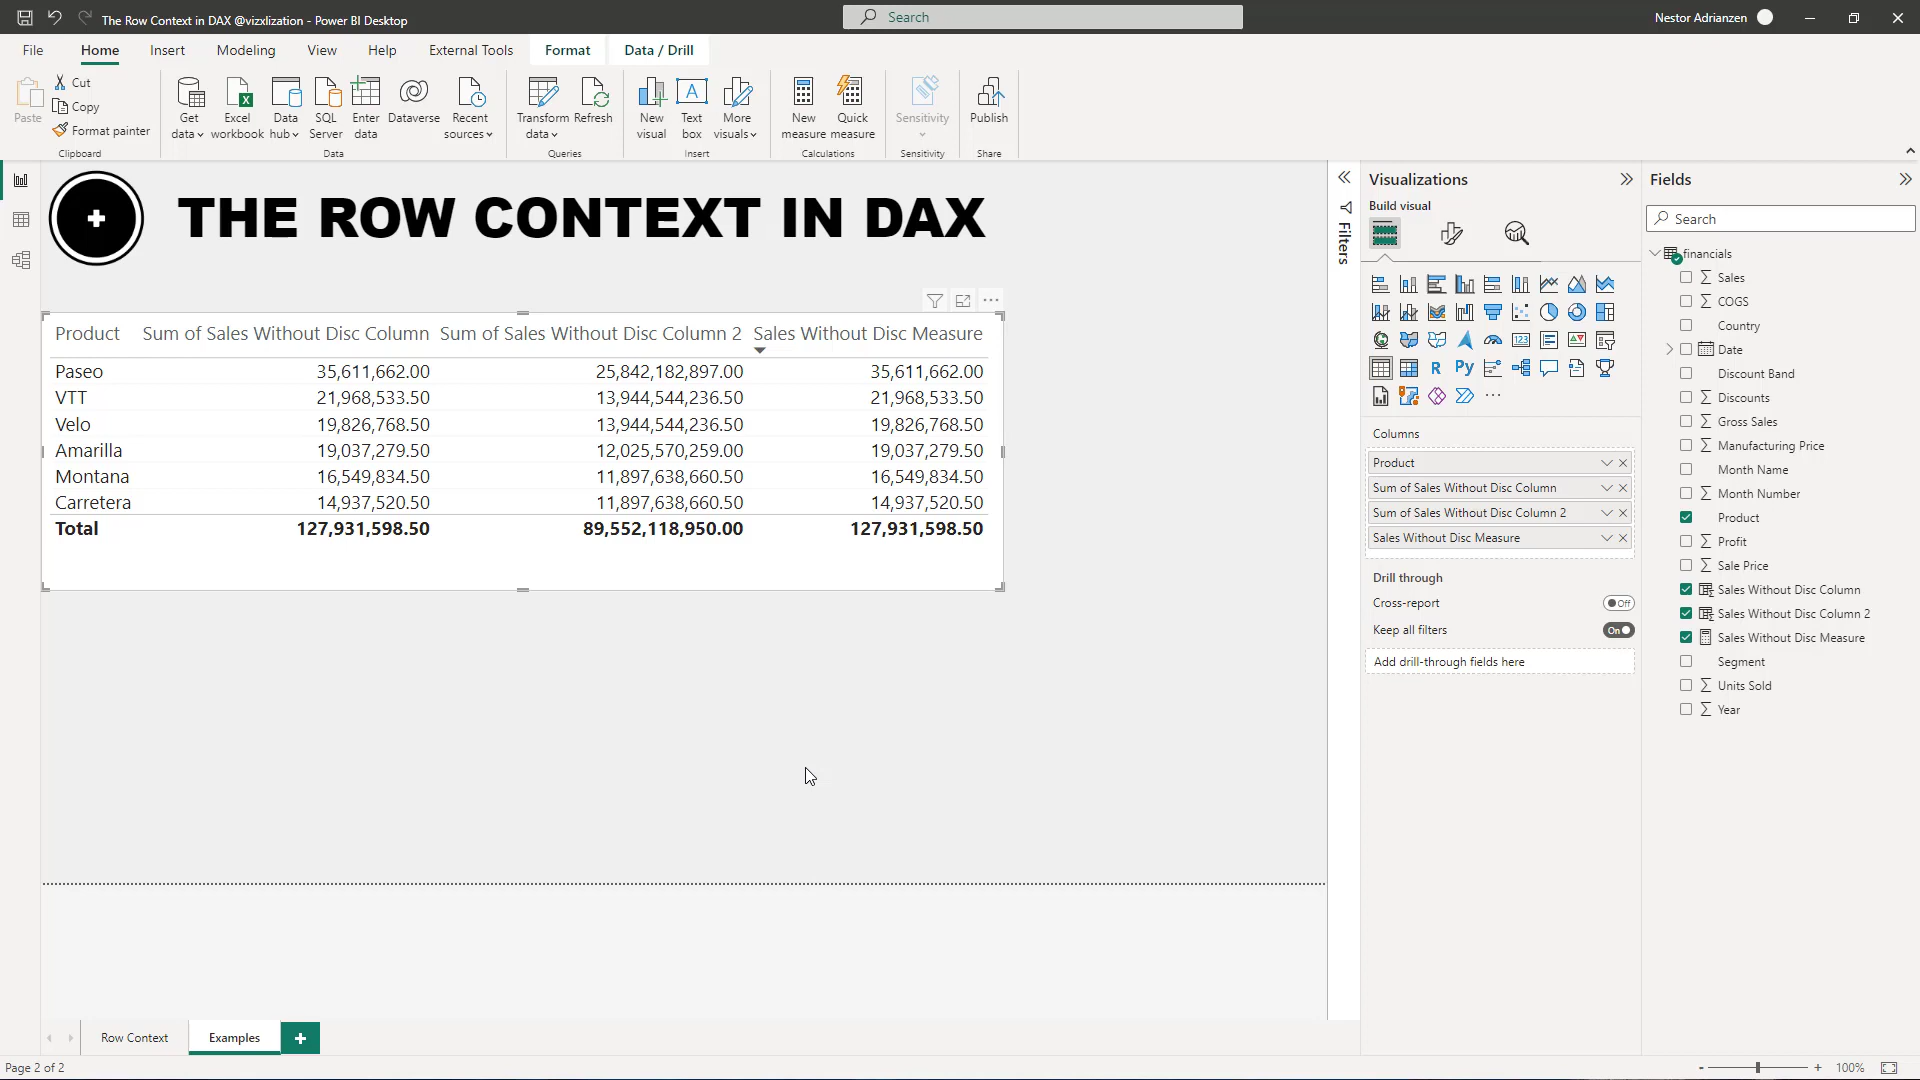 The Row Context in DAX @vizxlization - Power BI Desktop
Search
Nestor Adrianzen
File Home Insert Modeling View Help External Tools Format Data / Drill
Paste
Cut
Copy
Format painter
Clipboard
Get data
Excel workbook
Data hub
SQL Server
Enter data
Dataverse
Recent sources
Data
Transform data
Refresh
Queries
New visual
Text box
More visuals
Insert
New measure
Quick measure
Calculations
Sensitivity
Sensitivity
Publish
Share
THE ROW CONTEXT IN DAX
Product Sum of Sales Without Disc Column Sum of Sales Without Disc Column 2 Sales Without Disc Measure
Paseo 35,611,662.00 25,842,182,897.00 35,611,662.00
VTT 21,968,533.50 13,944,544,236.50 21,968,533.50
Velo 19,826,768.50 13,944,544,236.50 19,826,768.50
Amarilla 19,037,279.50 12,025,570,259.00 19,037,279.50
Montana 16,549,834.50 11,897,638,660.50 16,549,834.50
Carretera 14,937,520.50 11,897,638,660.50 14,937,520.50
Total 127,931,598.50 89,552,118,950.00 127,931,598.50
Filters
Visualizations
Build visual
R
Py
123
Columns
Product
Sum of Sales Without Disc Column
Sum of Sales Without Disc Column 2
Sales Without Disc Measure
Drill through
Cross-report Off
Keep all filters On
Add drill-through fields here
Fields
Search
financials
Sales
COGS
Country
Date
Discount Band
Discounts
Gross Sales
Manufacturing Price
Month Name
Month Number
Product
Profit
Sale Price
Sales Without Disc Column
Sales Without Disc Column 2
Sales Without Disc Measure
Segment
Units Sold
Year
Row Context Examples
Page 2 of 2
- + 100%